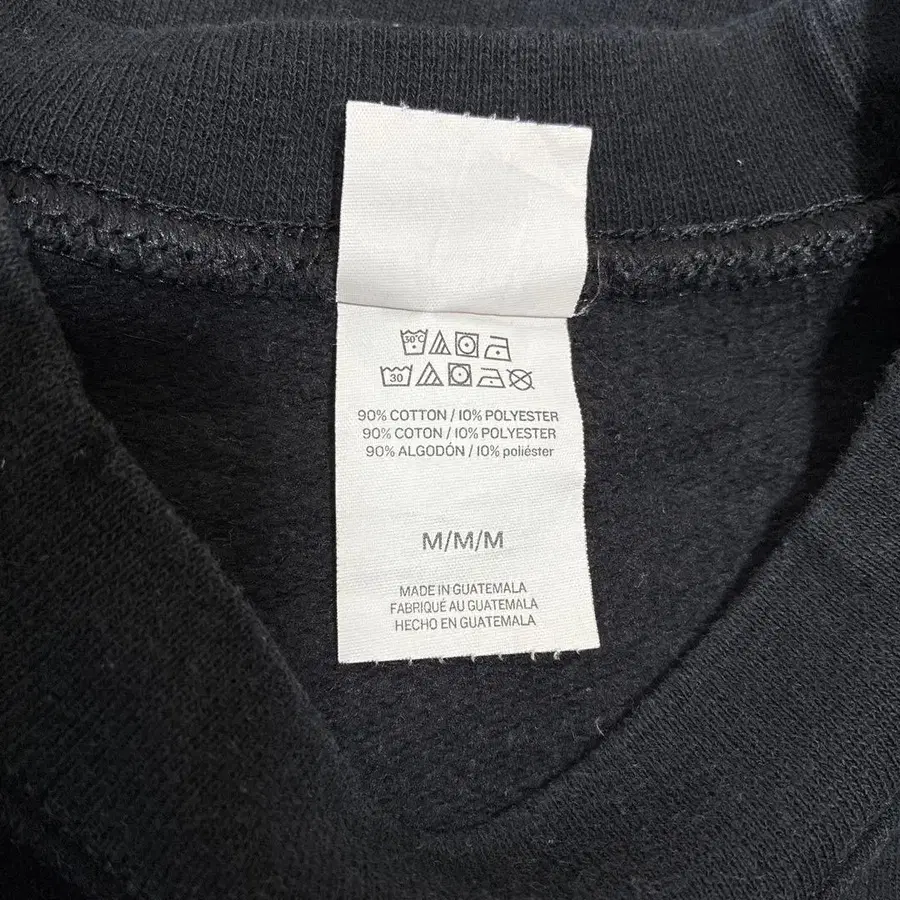 30°C
30
90% COTTON / 10% POLYESTER
90% COTON / 10% POLYESTER
90% ALGODÓN / 10% poliéster
M/M/M
MADE IN GUATEMALA
FABRIQUÉ AU GUATEMALA
HECHO EN GUATEMALA